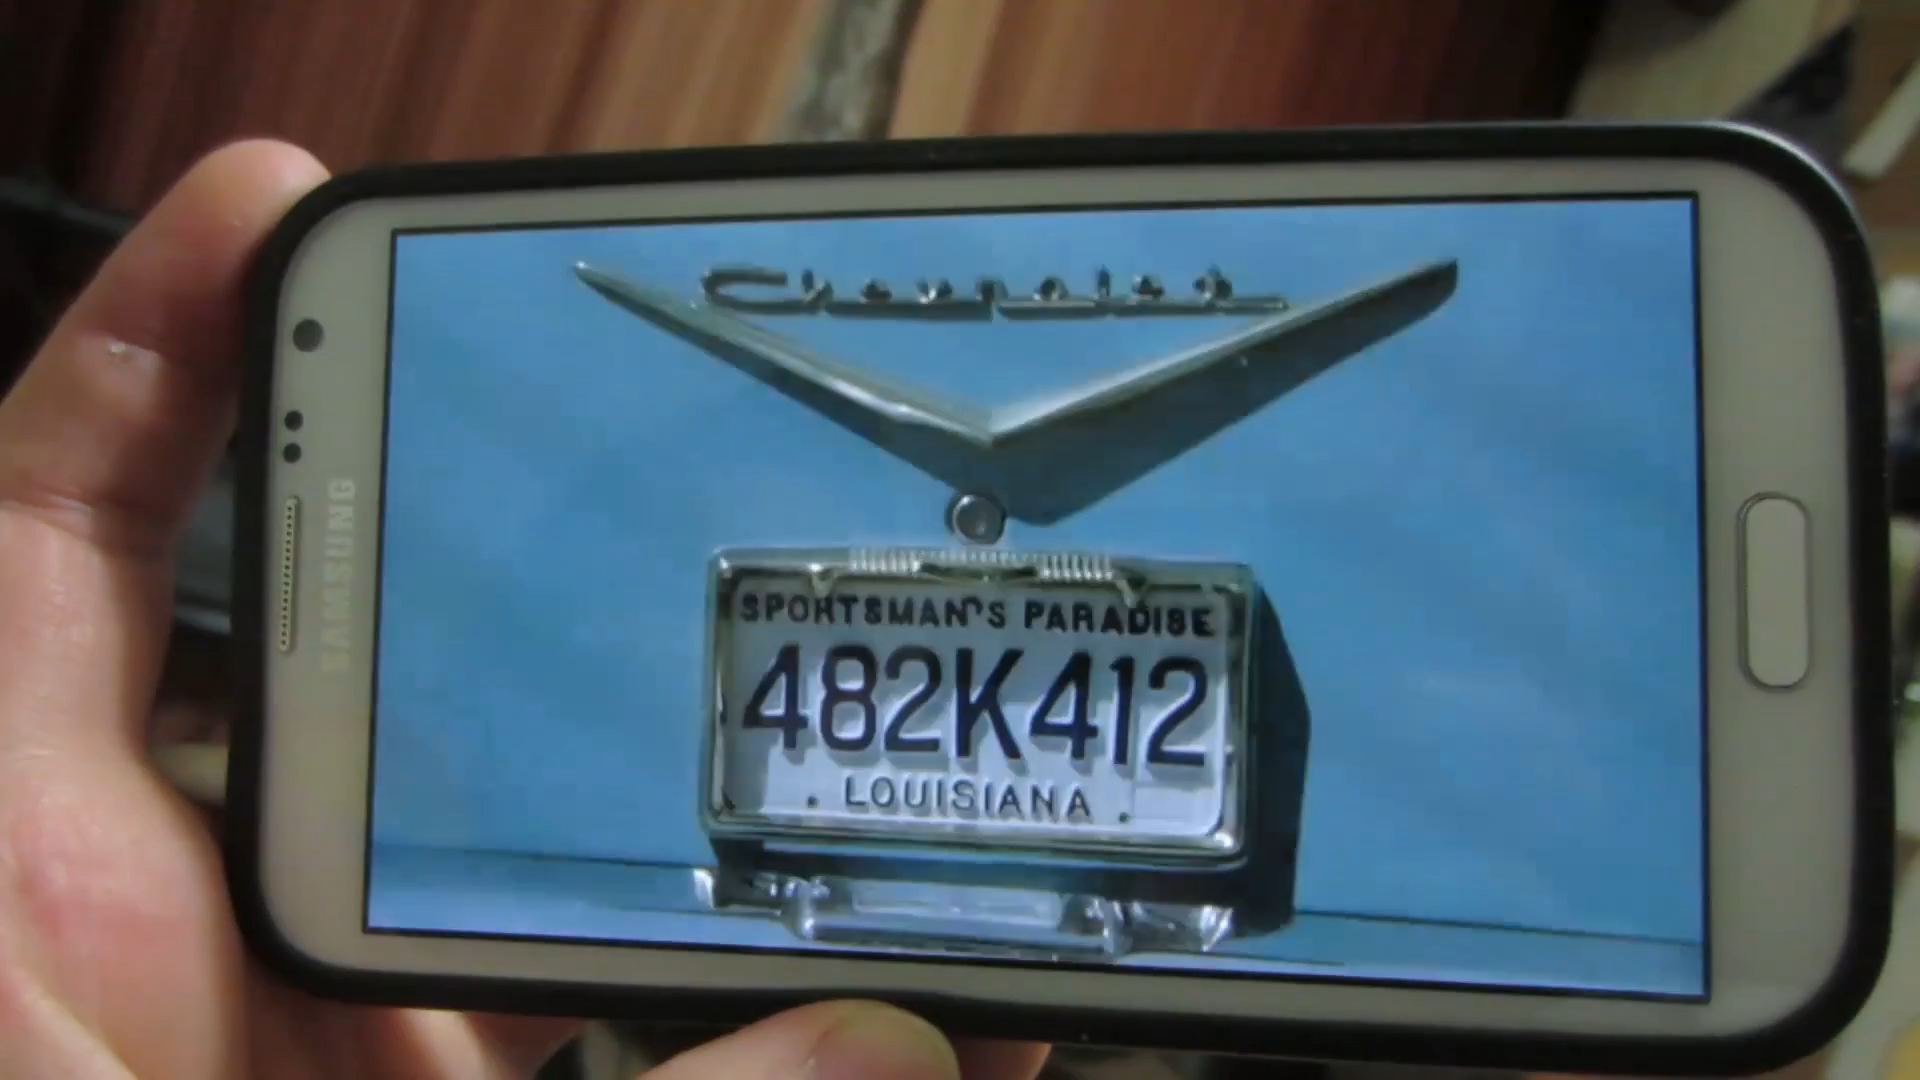 Chevrolet
SAMSUNG
SPORTSMAN'S PARADISE
482K412
LOUISIANA